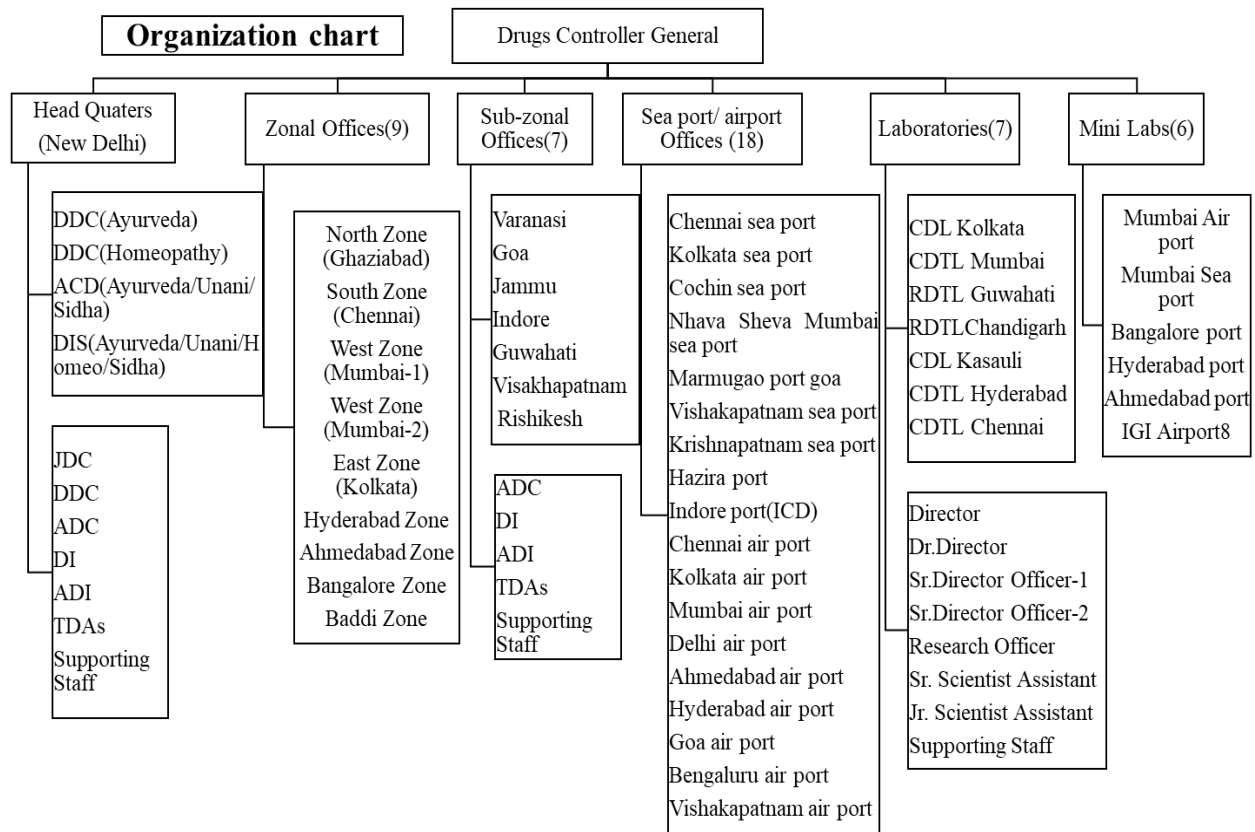 Organization chart
Drugs Controller General
Head Quaters
(New Delhi)
Zonal Offices(9)
Sub-zonal
Offices(7)
Sea port/ airport
Offices (18)
Laboratories(7)
Mini Labs(6)
DDC(Ayurveda)
DDC(Homeopathy)
ACD(Ayurveda/Unani/
Sidha)
DIS(Ayurveda/Unani/H
omeo/Sidha)
JDC
DDC
ADC
DI
ADI
TDAs
Supporting
Staff
North Zone
(Ghaziabad)
South Zone
(Chennai)
West Zone
(Mumbai-1)
West Zone
(Mumbai-2)
East Zone
(Kolkata)
Hyderabad Zone
Ahmedabad Zone
Bangalore Zone
Baddi Zone
Varanasi
Goa
Jammu
Indore
Guwahati
Visakhapatnam
Rishikesh
ADC
DI
ADI
TDAs
Supporting
Staff
Chennai sea port
Kolkata sea port
Cochin sea port
Nhava Sheva Mumbai
sea port
Marmugao port goa
Vishakapatnam sea port
Krishnapatnam sea port
Hazira port
Indore port(ICD)
Chennai air port
Kolkata air port
Mumbai air port
Delhi air port
Ahmedabad air port
Hyderabad air port
Goa air port
Bengaluru air port
Vishakapatnam air port
CDL Kolkata
CDTL Mumbai
RDTL Guwahati
RDTLChandigarh
CDL Kasauli
CDTL Hyderabad
CDTL Chennai
Director
Dr.Director
Sr.Director Officer-1
Sr.Director Officer-2
Research Officer
Sr. Scientist Assistant
Jr. Scientist Assistant
Supporting Staff
Mumbai Air
port
Mumbai Sea
port
Bangalore port
Hyderabad port
Ahmedabad port
IGI Airport8